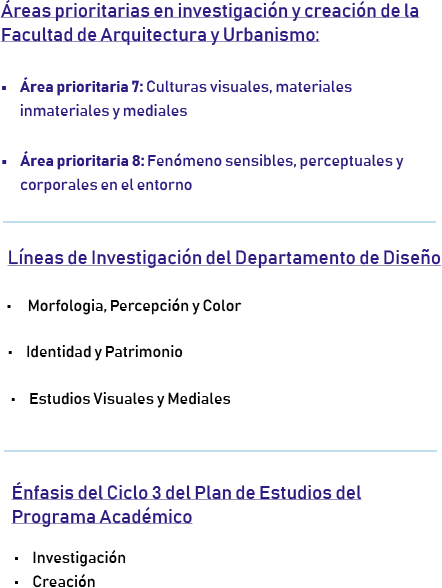 Áreas prioritarias en investigación y creación de la
Facultad de Arquitectura y Urbanismo:
• Área prioritaria 7: Culturas visuales, materiales
inmateriales y mediales
• Área prioritaria 8: Fenómeno sensibles, perceptuales y
corporales en el entorno
Líneas de Investigación del Departamento de Diseño
• Morfologia, Percepción y Color
• Identidad y Patrimonio
• Estudios Visuales y Mediales
Énfasis del Ciclo 3 del Plan de Estudios del
Programa Académico
• Investigación
• Creación